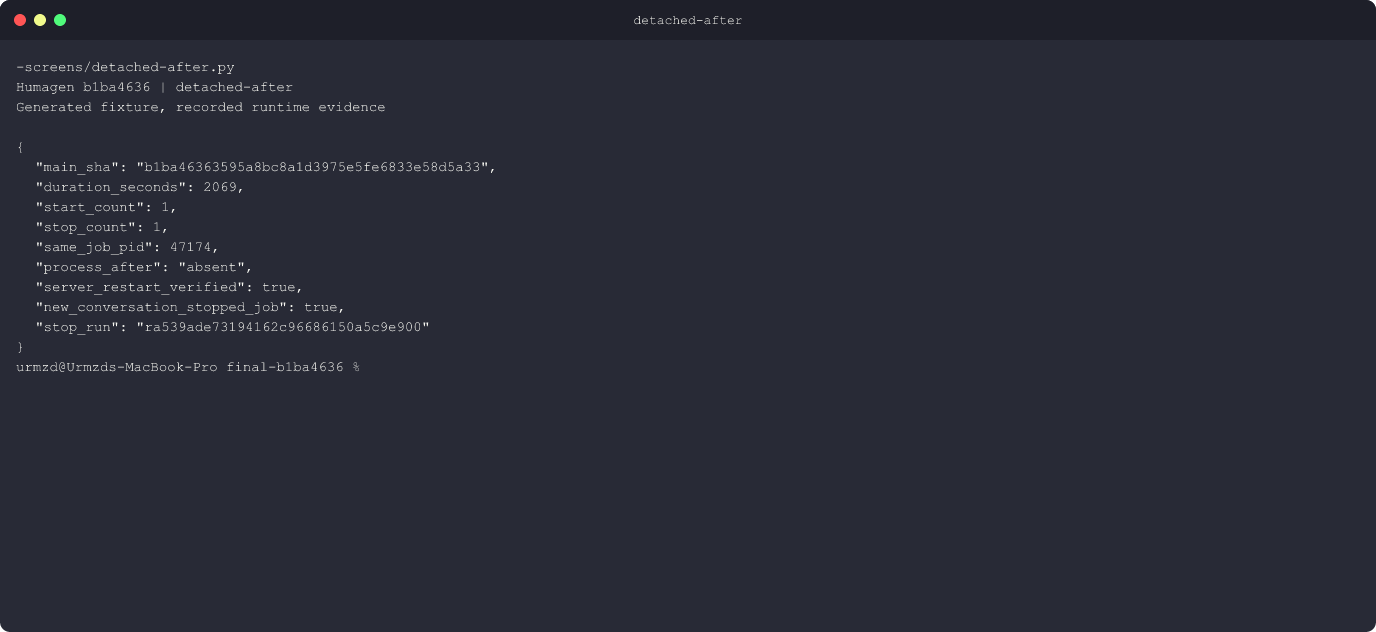 detached-after
-screens/detached-after.py
Humagen b1ba4636 | detached-after
Generated fixture, recorded runtime evidence
{
"main_sha": "b1ba46363595a8bc8a1d3975e5fe6833e58d5a33",
"duration_seconds": 2069,
"start_count": 1,
"stop_count": 1,
"same_job_pid": 47174,
"process_after": "absent",
"server_restart_verified": true,
"new_conversation_stopped_job": true,
"stop_run": "ra539ade73194162c96686150a5c9e900"
}
urmzd@Urmzds-MacBook-Pro final-b1ba4636 %